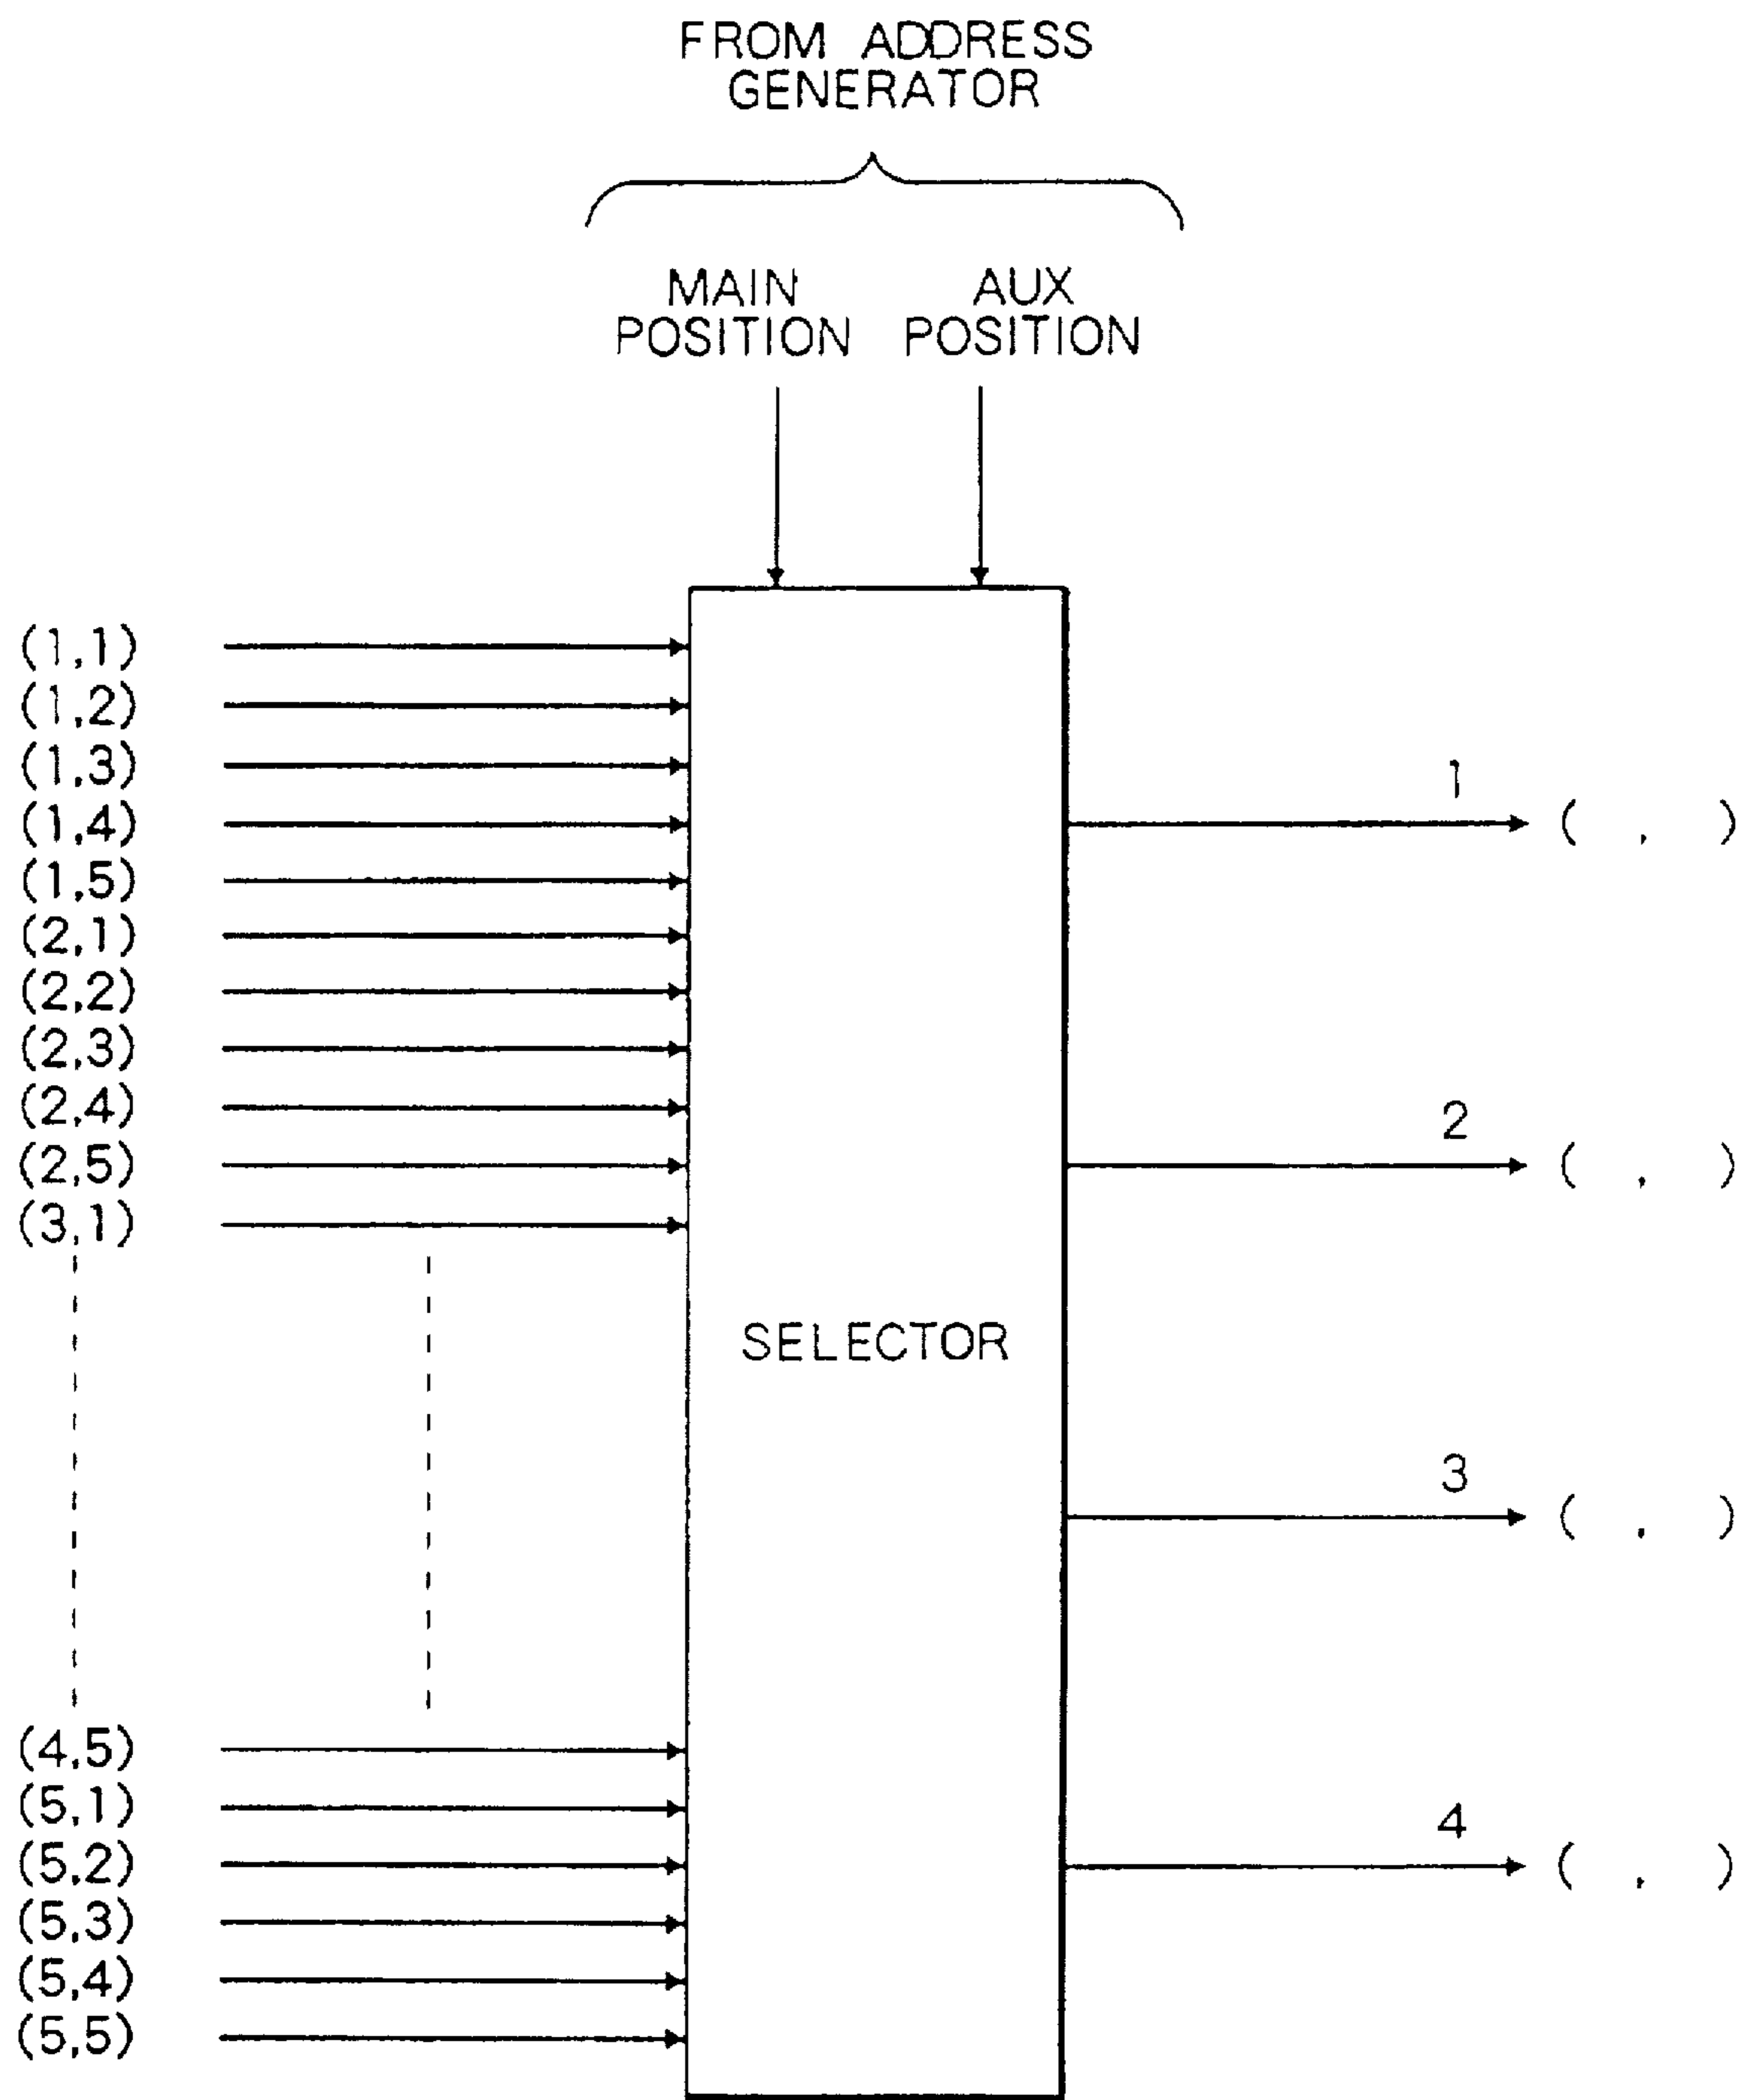 FROM ADDRESS
GENERATOR
MAIN
POSITION
AUX
POSITION
(1,1)
(1,2)
(1,3)
(1,4)
(1,5)
(2,1)
(2,2)
(2,3)
(2,4)
(2,5)
(3,1)
SELECTOR
(4,5)
(5,1)
(5,2)
(5,3)
(5,4)
(5,5)
1
( , )
2
( , )
3
( , )
4
( , )